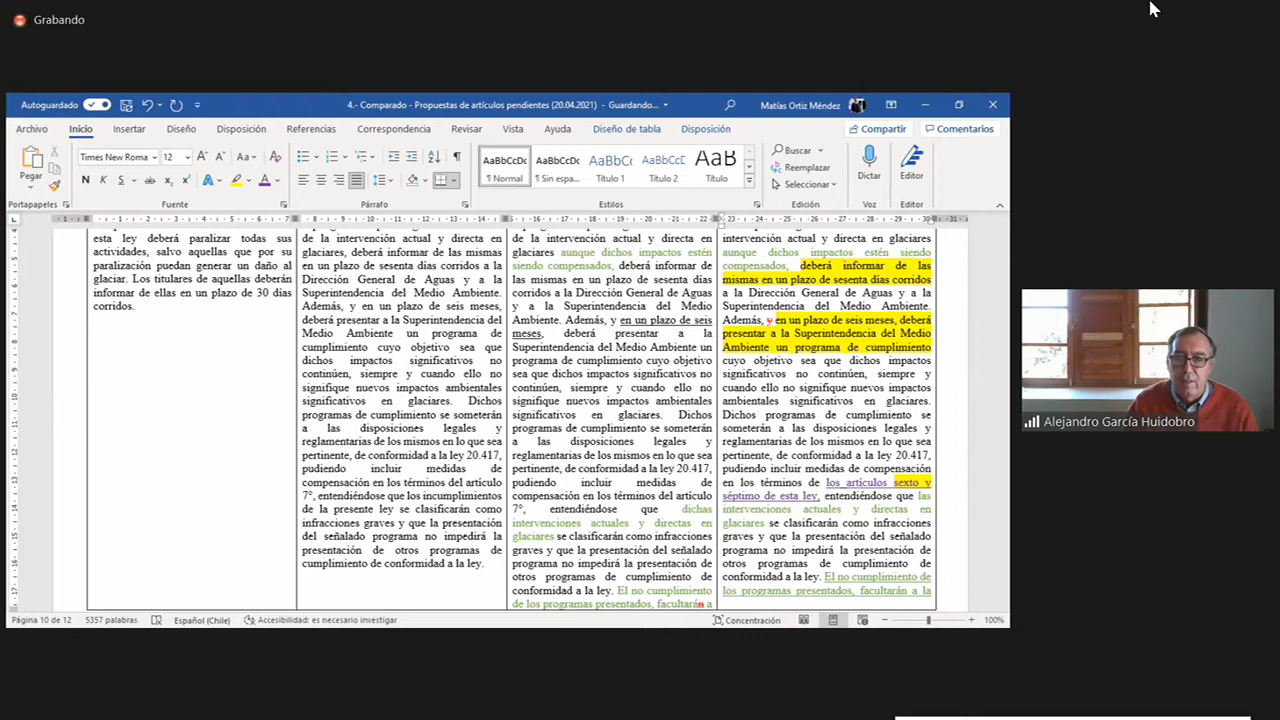 Grabando
Autoguardado
4.- Comparado - Propuestas de artículos pendientes (20.04.2021) - Guardando...
Matías Ortiz Méndez
Archivo Inicio Insertar Diseño Disposición Referencias Correspondencia Revisar Vista Ayuda Diseño de tabla Disposición
Compartir Comentarios
Pegar
Times New Roma 12
N K S ab x₂ x²
AaBbCcDc AaBbCcDc AaBbCc AaBbCcD AaB
¶ Normal ¶ Sin espa... Título 1 Título 2 Título
Buscar
Reemplazar
Seleccionar
Dictar
Editor
Portapapeles Fuente Párrafo Estilos Edición Voz Editor
esta ley deberá paralizar todas sus
actividades, salvo aquellas que por su
paralización puedan generar un daño al
glaciar. Los titulares de aquellas deberán
informar de ellas en un plazo de 30 días
corridos.
de la intervención actual y directa en
glaciares, deberá informar de las mismas
en un plazo de sesenta días corridos a la
Dirección General de Aguas y a la
Superintendencia del Medio Ambiente.
Además, y en un plazo de seis meses,
deberá presentar a la Superintendencia del
Medio Ambiente un programa de
cumplimiento cuyo objetivo sea que
dichos impactos significativos no
continúen, siempre y cuando ello no
signifique nuevos impactos ambientales
significativos en glaciares. Dichos
programas de cumplimiento se someterán
a las disposiciones legales y
reglamentarias de los mismos en lo que sea
pertinente, de conformidad a la ley 20.417,
pudiendo incluir medidas de
compensación en los términos del artículo
7°, entendiéndose que los incumplimientos
de la presente ley se clasificarán como
infracciones graves y que la presentación
del señalado programa no impedirá la
presentación de otros programas de
cumplimiento de conformidad a la ley.
de la intervención actual y directa en
glaciares aunque dichos impactos estén
siendo compensados, deberá informar de
las mismas en un plazo de sesenta días
corridos a la Dirección General de Aguas
y a la Superintendencia del Medio
Ambiente. Además, y en un plazo de seis
meses, deberá presentar a la
Superintendencia del Medio Ambiente un
programa de cumplimiento cuyo objetivo
sea que dichos impactos significativos no
continúen, siempre y cuando ello no
signifique nuevos impactos ambientales
significativos en glaciares. Dichos
programas de cumplimiento se someterán
a las disposiciones legales y
reglamentarias de los mismos en lo que sea
pertinente, de conformidad a la ley 20.417,
pudiendo incluir medidas de
compensación en los términos del artículo
7°, entendiéndose que dichas
intervenciones actuales y directas en
glaciares se clasificarán como infracciones
graves y que la presentación del señalado
programa no impedirá la presentación de
otros programas de cumplimiento de
conformidad a la ley. El no cumplimiento
de los programas presentados, facultarán a
intervención actual y directa en glaciares
aunque dichos impactos estén siendo
compensados, deberá informar de las
mismas en un plazo de sesenta días corridos
a la Dirección General de Aguas y a la
Superintendencia del Medio Ambiente.
Además, y en un plazo de seis meses, deberá
presentar a la Superintendencia del Medio
Ambiente un programa de cumplimiento
cuyo objetivo sea que dichos impactos
significativos no continúen, siempre y
cuando ello no signifique nuevos impactos
ambientales significativos en glaciares.
Dichos programas de cumplimiento se
someterán a las disposiciones legales y
reglamentarias de los mismos en lo que sea
pertinente, de conformidad a la ley 20.417,
pudiendo incluir medidas de compensación
en los términos de los artículos sexto y
séptimo de esta ley, entendiéndose que las
intervenciones actuales y directas en
glaciares se clasificarán como infracciones
graves y que la presentación del señalado
programa no impedirá la presentación de
otros programas de cumplimiento de
conformidad a la ley. El no cumplimiento de
los programas presentados, facultarán a la
Alejandro García Huidobro
Página 10 de 12 5357 palabras Español (Chile) Accesibilidad: es necesario investigar Concentración 100%